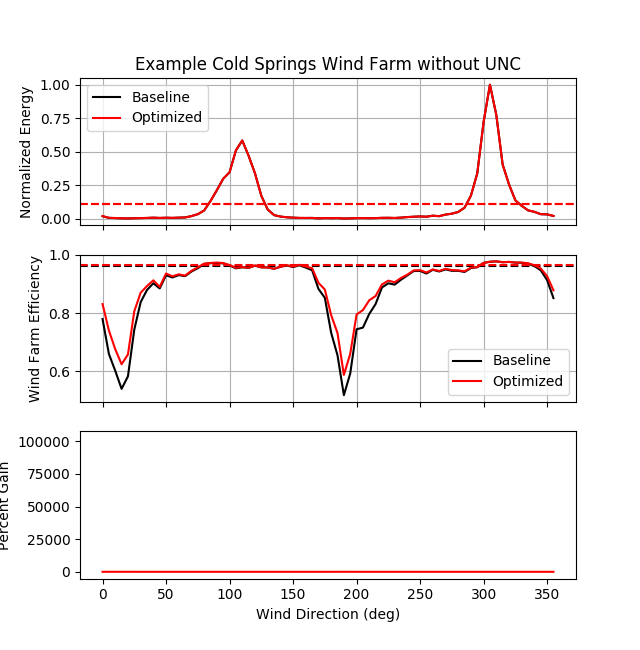 Example Cold Springs Wind Farm without UNC
Normalized Energy
1.00
0.75
0.50
0.25
0.00
Baseline
Optimized
Wind Farm Efficiency
1.0
0.8
0.6
Baseline
Optimized
Percent Gain
100000
75000
50000
25000
0
0 50 100 150 200 250 300 350
Wind Direction (deg)